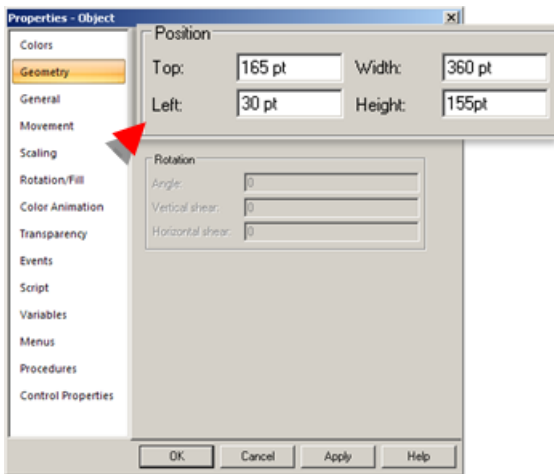 Properties - Object
Colors
Geometry
General
Movement
Scaling
Rotation/Fill
Color Animation
Transparency
Events
Script
Variables
Menus
Procedures
Control Properties
Position
Top: 165 pt Width: 360 pt
Left: 30 pt Height: 155pt
Rotation
Angle: 0
Vertical shear: 0
Horizontal shear: 0
OK Cancel Apply Help